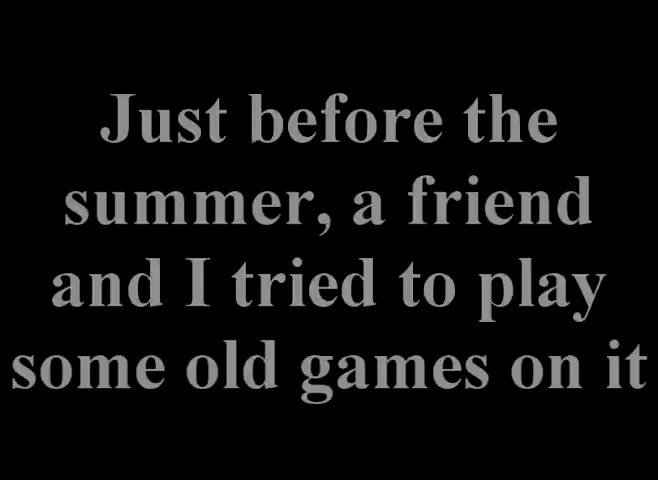 Just before the
summer, a friend
and I tried to play
some old games on it